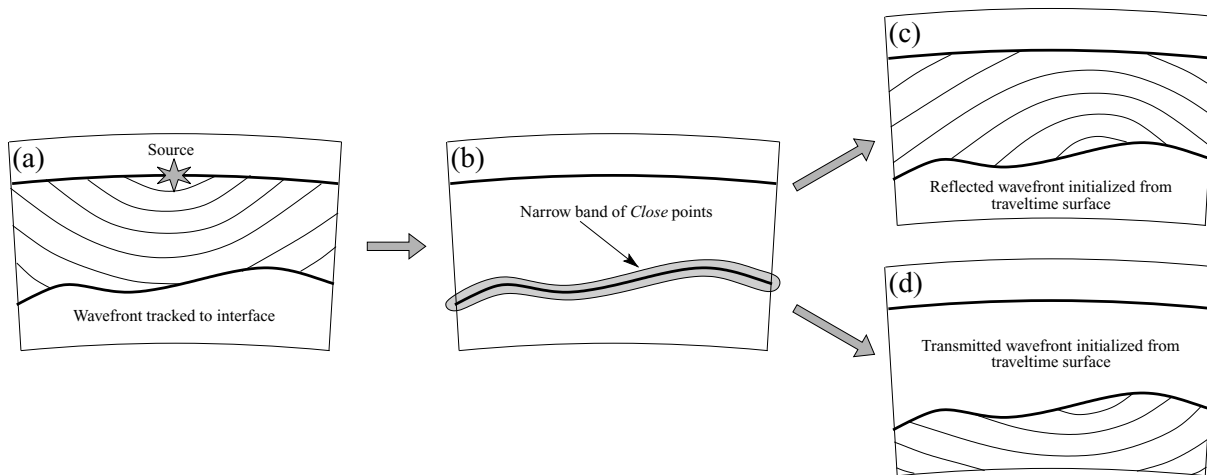 (a)
Source
Wavefront tracked to interface
(b)
Narrow band of Close points
(c)
Reflected wavefront initialized from
traveltime surface
(d)
Transmitted wavefront initialized from
traveltime surface